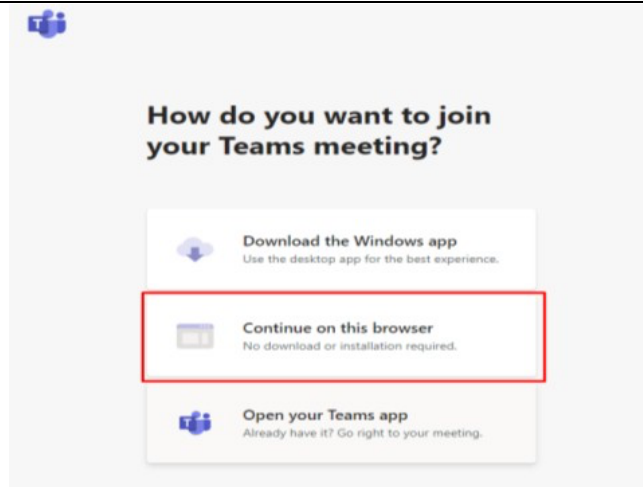 How do you want to join
your Teams meeting?
Download the Windows app
Use the desktop app for the best experience.
Continue on this browser
No download or installation required.
Open your Teams app
Already have it? Go right to your meeting.